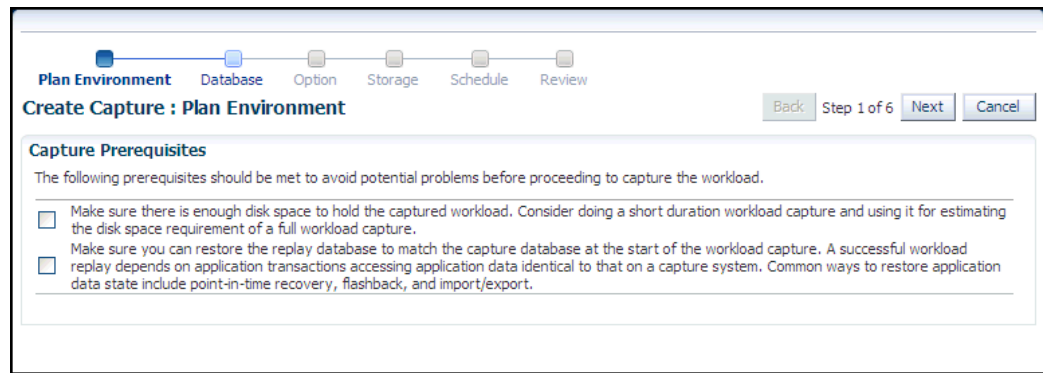 Plan Environment Database Option Storage Schedule Review
Create Capture : Plan Environment
Back Step 1 of 6 Next Cancel
Capture Prerequisites
The following prerequisites should be met to avoid potential problems before proceeding to capture the workload.
Make sure there is enough disk space to hold the captured workload. Consider doing a short duration workload capture and using it for estimating
the disk space requirement of a full workload capture.
Make sure you can restore the replay database to match the capture database at the start of the workload capture. A successful workload
replay depends on application transactions accessing application data identical to that on a capture system. Common ways to restore application
data state include point-in-time recovery, flashback, and import/export.